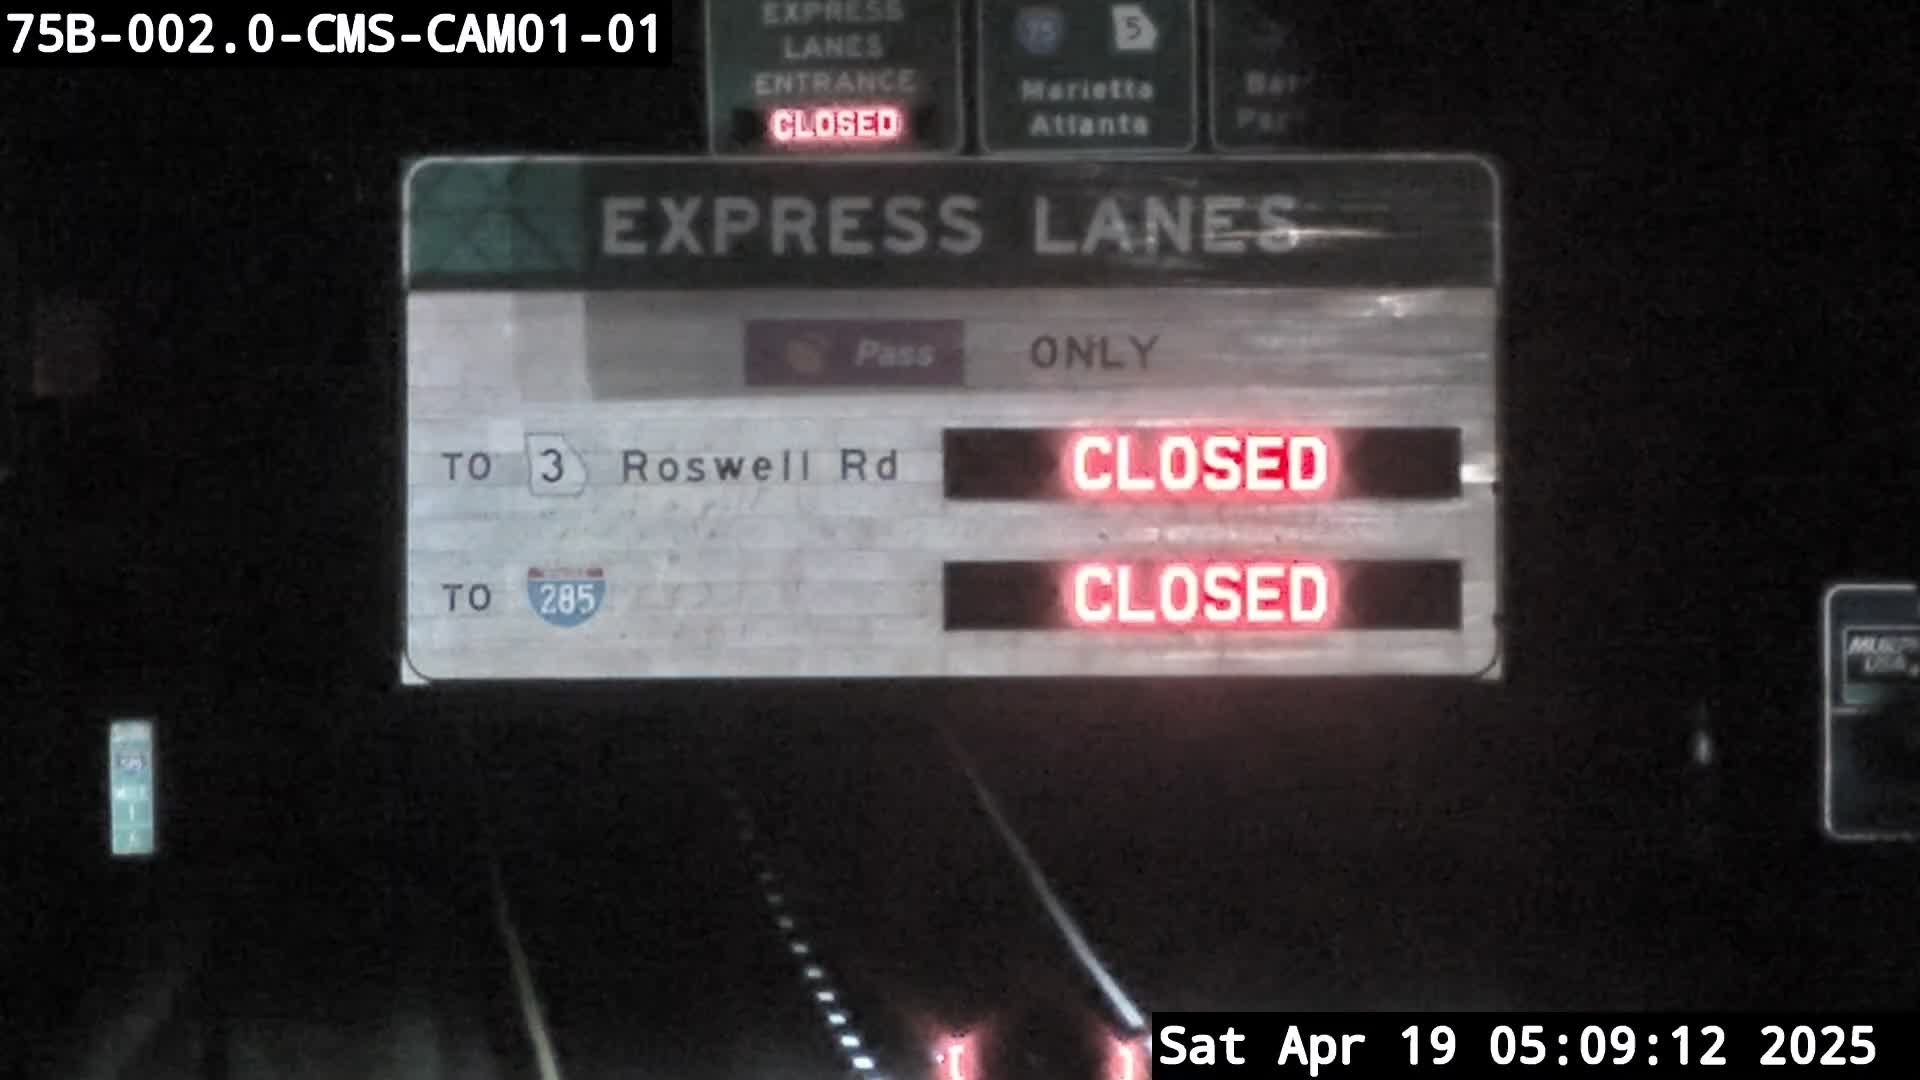 75B-002.0-CMS-CAM01-01
EXPRESS
LANES
ENTRANCE
CLOSED
75 5
Marietta
Atlanta
EXPRESS LANES
Pass ONLY
TO 3 Roswell Rd CLOSED
TO 285 CLOSED
Sat Apr 19 05:09:12 2025